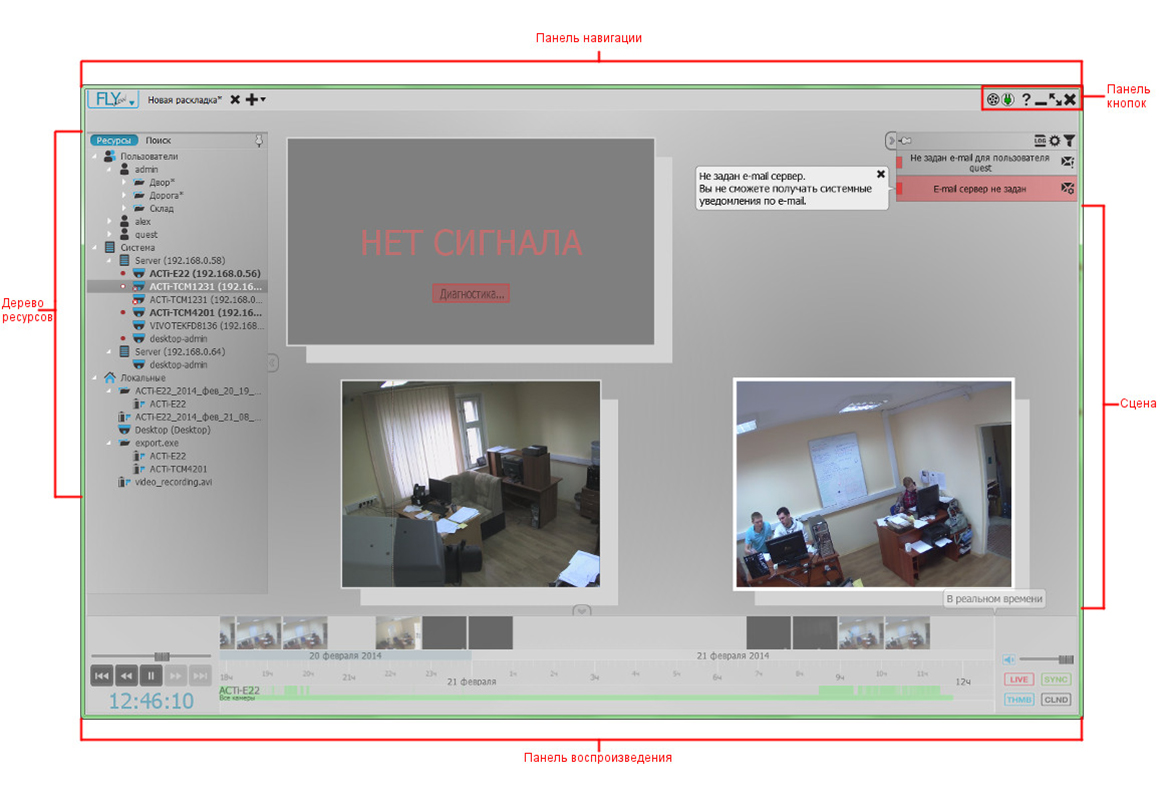 Панель навигации
Панель
кнопок
FLY
Новая раскладка*
Ресурсы Поиск
Пользователи
admin
Двор*
Дорога*
Склад
alex
quest
Система
Server (192.168.0.58)
ACTi-E22 (192.168.0.56)
ACTi-TCM1231 (192.16...
ACTi-TCM1231 (192.168.0...
ACTi-TCM4201 (192.16...
VIVOTEKFD8136 (192.168...
desktop-admin
Server (192.168.0.64)
desktop-admin
Локальные
ACTi-E22_2014_фев_20_19_...
ACTi-E22
ACTi-E22_2014_фев_21_08_...
Desktop (Desktop)
export.exe
ACTi-E22
ACTi-TCM4201
video_recording.avi
Дерево
ресурсов
НЕТ СИГНАЛА
Диагностика...
LOG
Не задан e-mail для пользователя
quest
E-mail сервер не задан
Не задан e-mail сервер.
Вы не сможете получать системные
уведомления по e-mail.
Сцена
В реальном времени
20 февраля 2014
21 февраля 2014
18ч 19ч 20ч 21ч 22ч 23ч 21 февраля 1ч 2ч 3ч 4ч 5ч 6ч 7ч 8ч 9ч 10ч 11ч 12ч
ACTi-E22
Все камеры
12:46:10
LIVE SYNC
THMB CLND
Панель воспроизведения